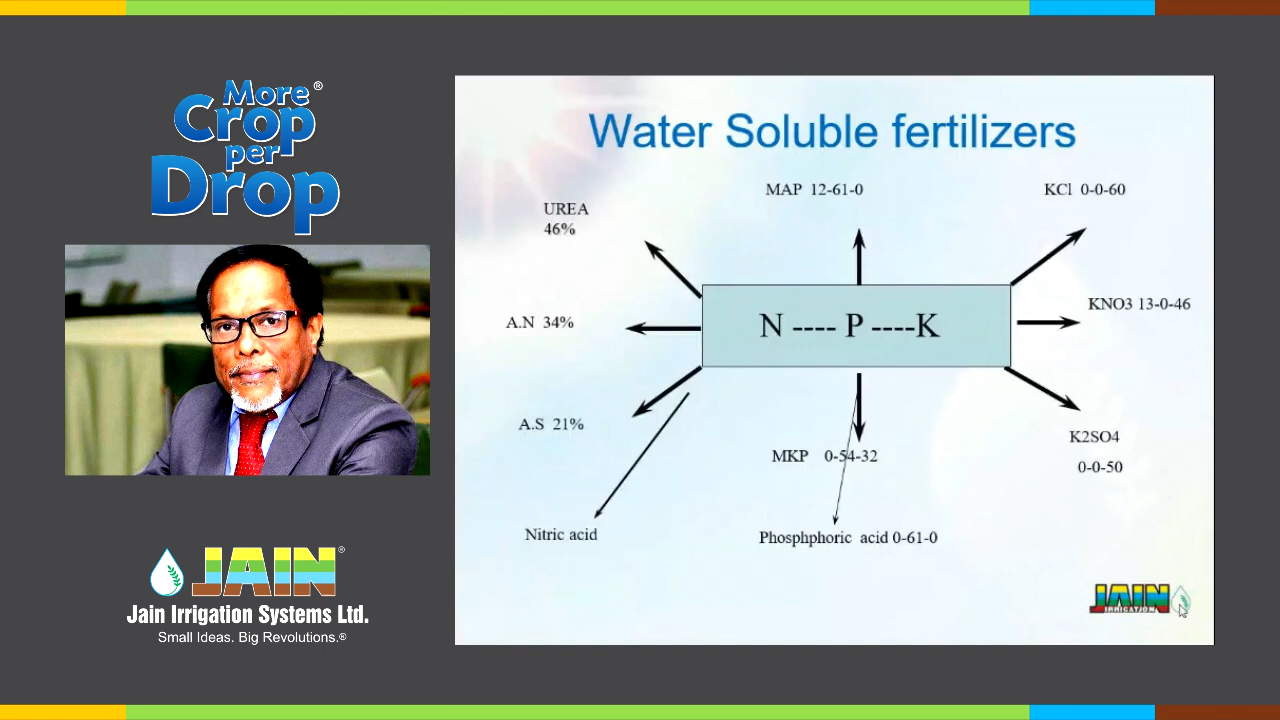 More®
Crop
per
Drop
JAIN®
Jain Irrigation Systems Ltd.
Small Ideas. Big Revolutions.®
Water Soluble fertilizers
MAP 12-61-0
KCl 0-0-60
UREA
46%
KNO3 13-0-46
A.N 34%
N ---- P ----K
A.S 21%
MKP 0-54-32
K2SO4
0-0-50
Nitric acid
Phosphphoric acid 0-61-0
JAIN
IRRIGATION